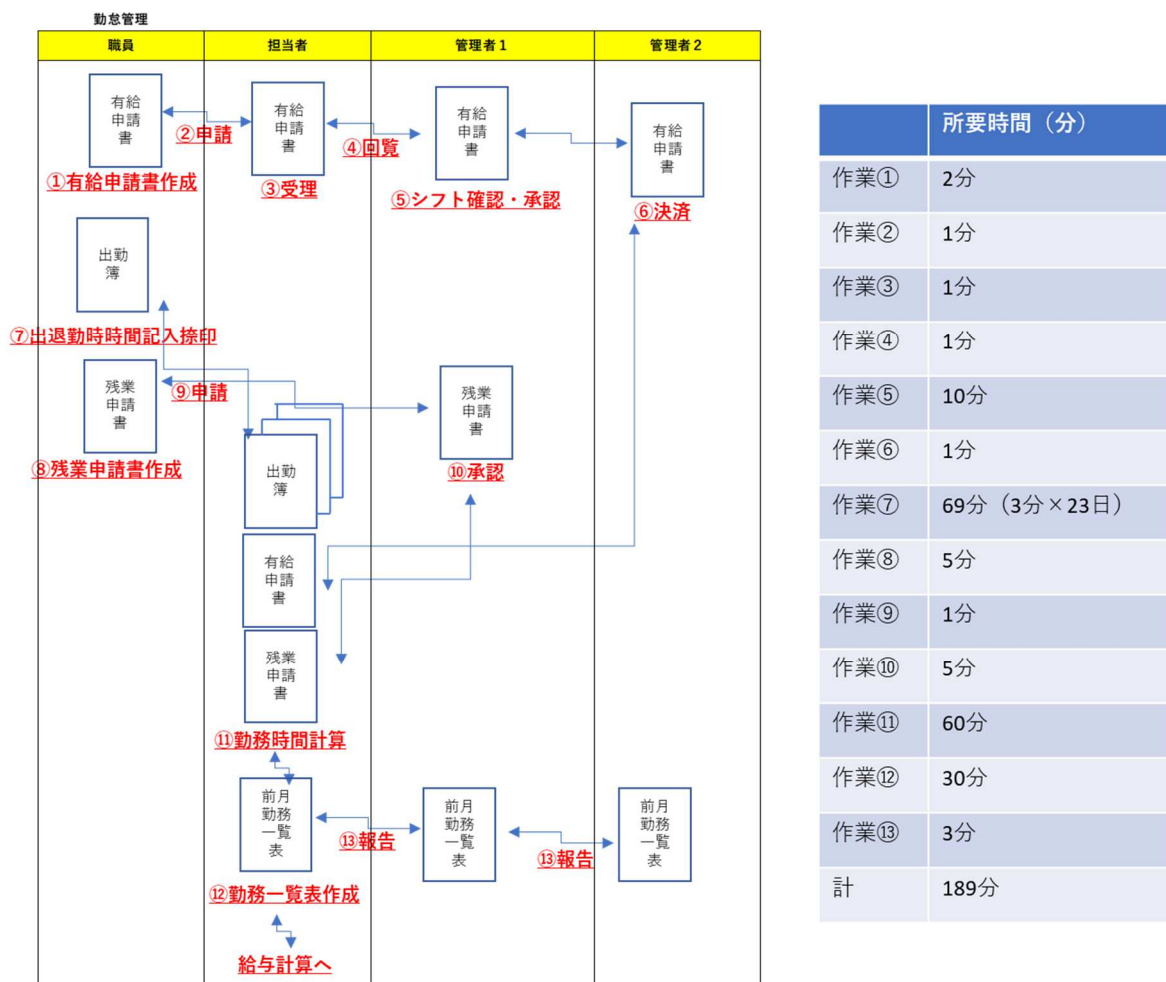 勤怠管理
職員
担当者
管理者1
管理者2
有給
申請
書
有給
申請
書
有給
申請
書
有給
申請
書
②申請
④回覧
①有給申請書作成
③受理
⑤シフト確認・承認
⑥決済
出勤
簿
⑦出退勤時時間記入捺印
残業
申請
書
⑨申請
残業
申請
書
⑧残業申請書作成
⑩承認
出勤
簿
有給
申請
書
残業
申請
書
⑪勤務時間計算
前月
勤務
一覧
表
前月
勤務
一覧
表
前月
勤務
一覧
表
⑬報告
⑬報告
⑫勤務一覧表作成
給与計算へ
所要時間（分）
作業① 2分
作業② 1分
作業③ 1分
作業④ 1分
作業⑤ 10分
作業⑥ 1分
作業⑦ 69分（3分×23日）
作業⑧ 5分
作業⑨ 1分
作業⑩ 5分
作業⑪ 60分
作業⑫ 30分
作業⑬ 3分
計 189分